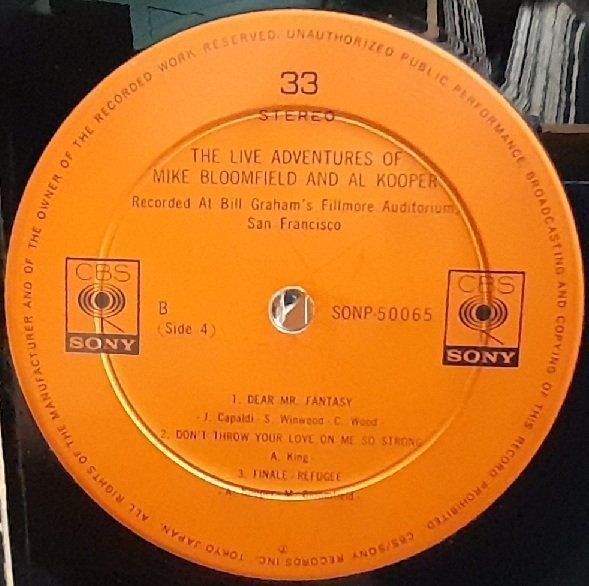 33
STEREO
THE LIVE ADVENTURES OF
MIKE BLOOMFIELD AND AL KOOPER
Recorded At Bill Graham's Fillmore Auditorium,
San Francisco
CBS
SONY
B
(Side 4)
SONP-50065
CBS
SONY
1. DEAR MR. FANTASY
- J. Capaldi - S. Winwood - C. Wood -
2. DON'T THROW YOUR LOVE ON ME SO STRONG
- A. King -
3. FINALE - REFUGEE
ALL RIGHTS OF THE MANUFACTURER AND OF THE OWNER OF THE RECORDED WORK RESERVED. UNAUTHORIZED PUBLIC PERFORMANCE BROADCASTING AND COPYING OF THIS RECORD PROHIBITED. CBS/SONY RECORDS INC. TOKYO JAPAN.